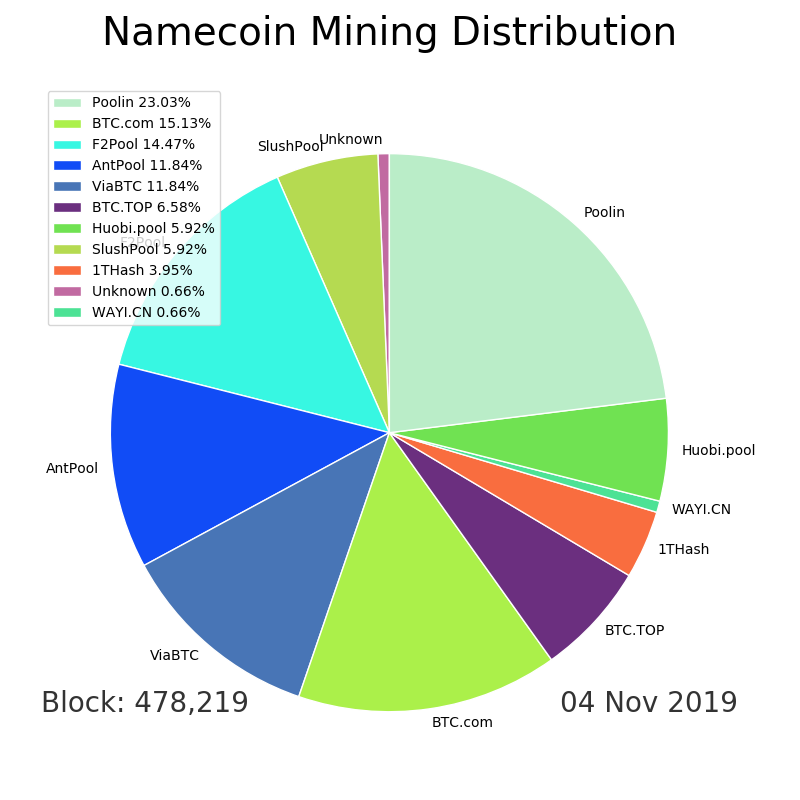 Namecoin Mining Distribution
Poolin 23.03%
BTC.com 15.13%
F2Pool 14.47%
AntPool 11.84%
ViaBTC 11.84%
BTC.TOP 6.58%
Huobi.pool 5.92%
SlushPool 5.92%
1THash 3.95%
Unknown 0.66%
WAYI.CN 0.66%
Unknown
SlushPool
Poolin
F2Pool
Huobi.pool
AntPool
WAYI.CN
1THash
BTC.TOP
ViaBTC
BTC.com
Block: 478,219
04 Nov 2019